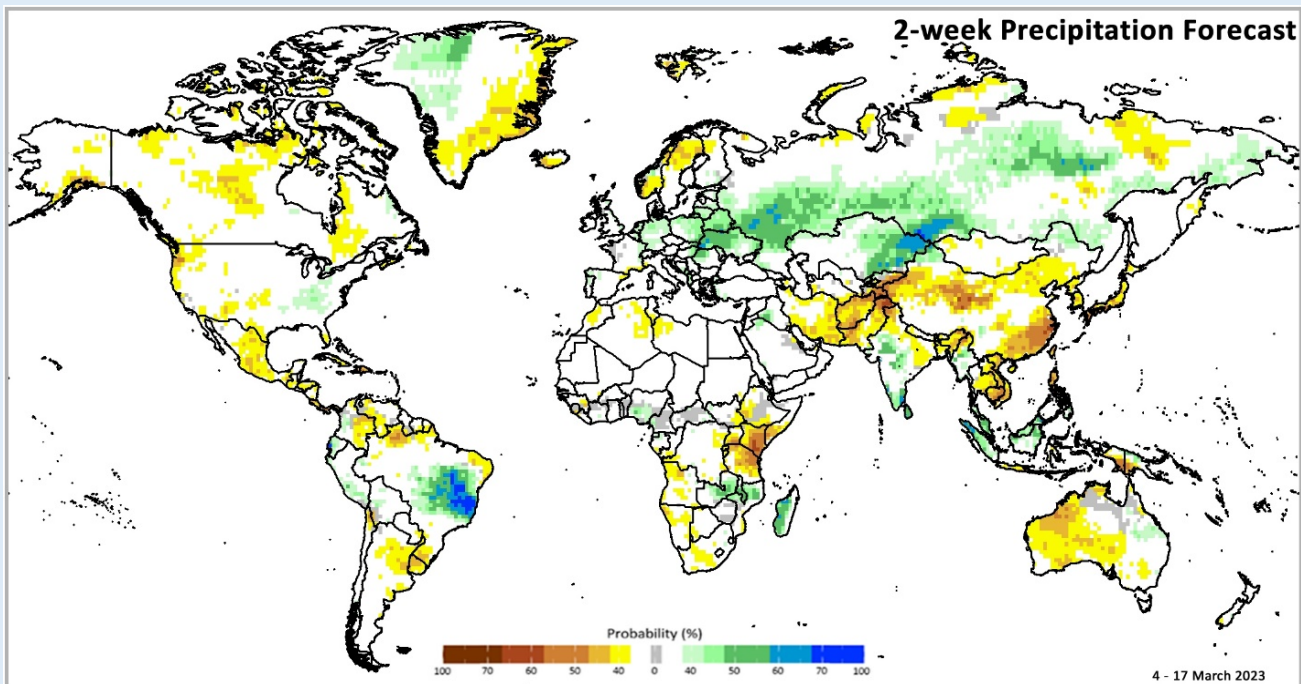 2-week Precipitation Forecast
Probability (%)
100 70 60 50 40 0 40 50 60 70 100
4 - 17 March 2023